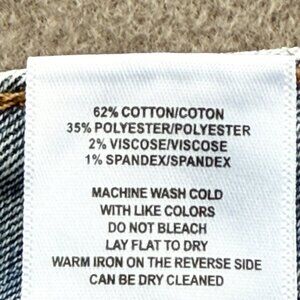 62% COTTON/COTON
35% POLYESTER/POLYESTER
2% VISCOSE/VISCOSE
1% SPANDEX/SPANDEX
MACHINE WASH COLD
WITH LIKE COLORS
DO NOT BLEACH
LAY FLAT TO DRY
WARM IRON ON THE REVERSE SIDE
CAN BE DRY CLEANED